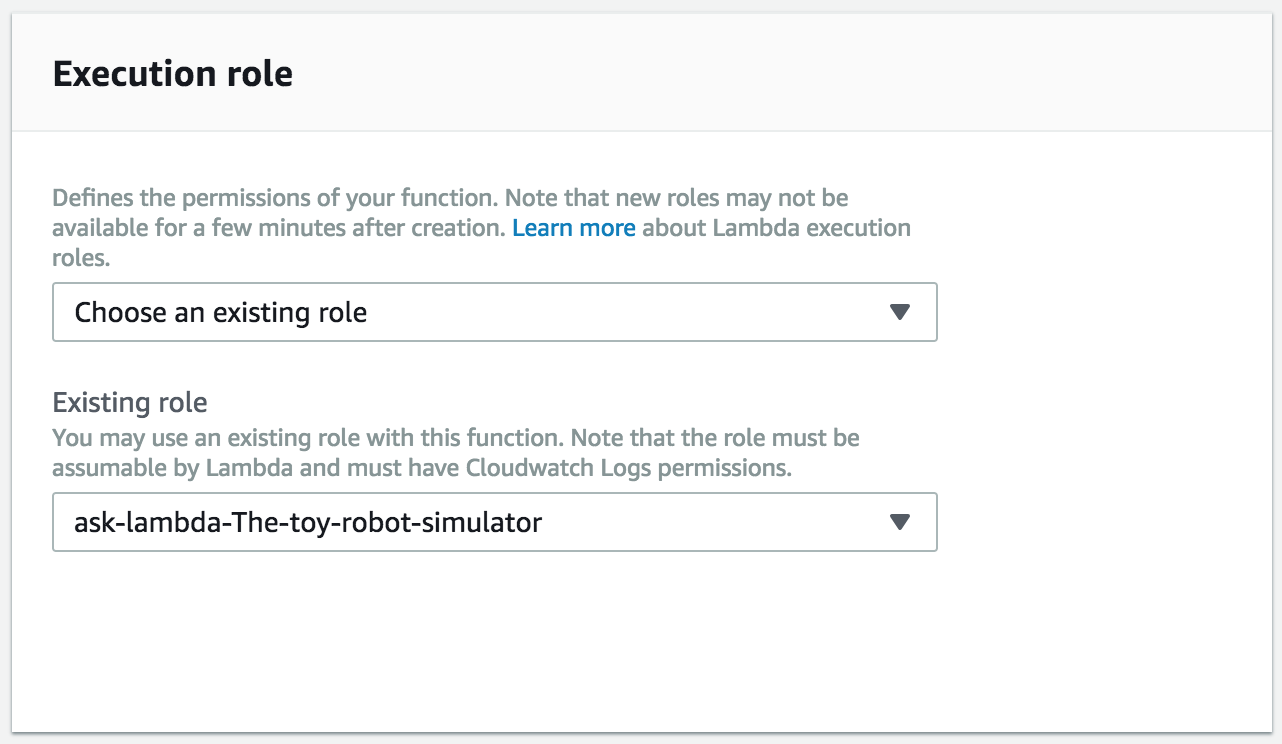 Execution role
Defines the permissions of your function. Note that new roles may not be
available for a few minutes after creation. Learn more about Lambda execution
roles.
Choose an existing role
Existing role
You may use an existing role with this function. Note that the role must be
assumable by Lambda and must have Cloudwatch Logs permissions.
ask-lambda-The-toy-robot-simulator